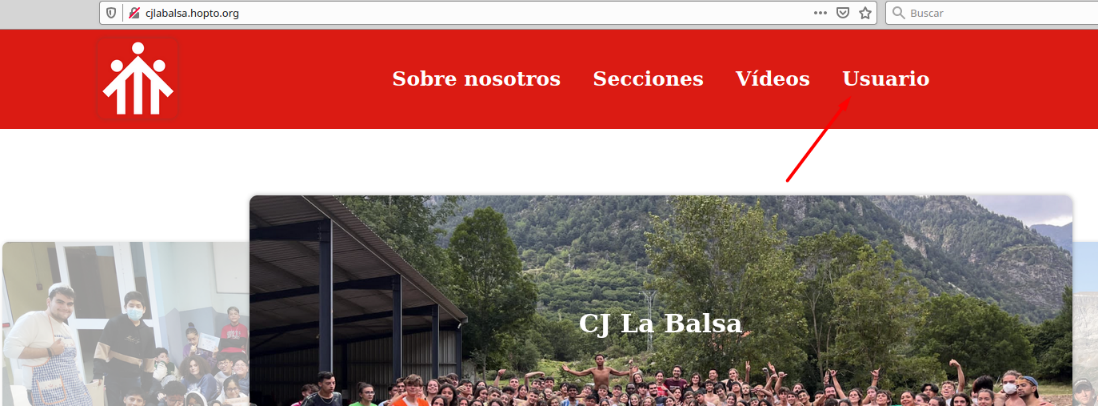 cjlabalsa.hopto.org
Buscar
Sobre nosotros Secciones Vídeos Usuario
CJ La Balsa